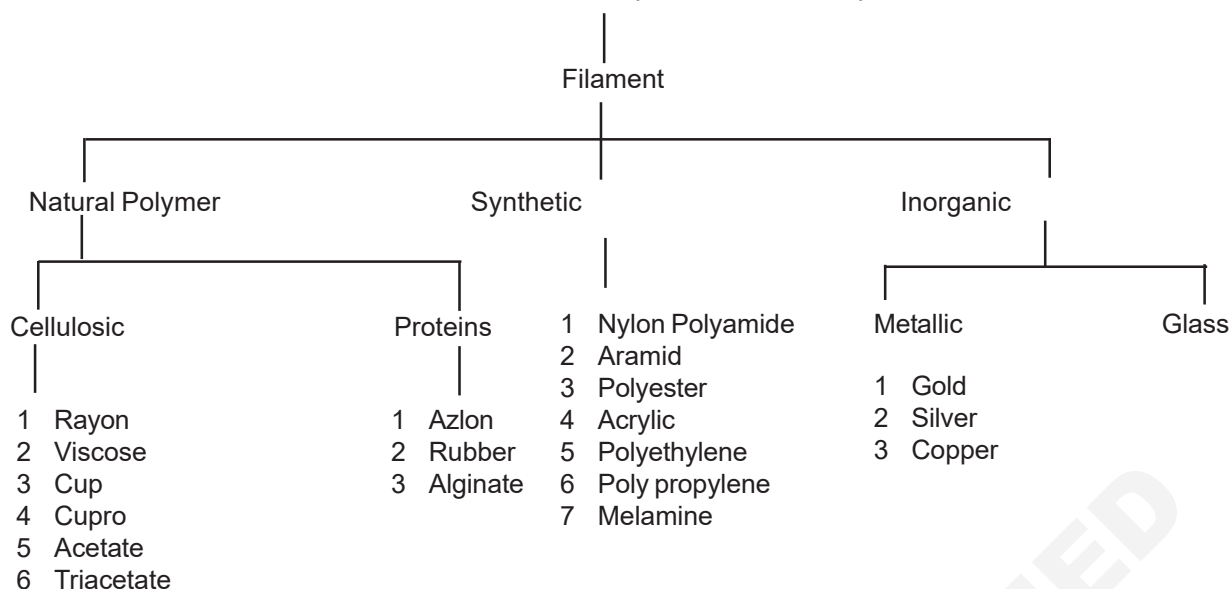 Filament
Natural Polymer Synthetic Inorganic
Cellulosic Proteins Metallic Glass
1 Rayon
2 Viscose
3 Cup
4 Cupro
5 Acetate
6 Triacetate
1 Azlon
2 Rubber
3 Alginate
1 Nylon Polyamide
2 Aramid
3 Polyester
4 Acrylic
5 Polyethylene
6 Poly propylene
7 Melamine
1 Gold
2 Silver
3 Copper